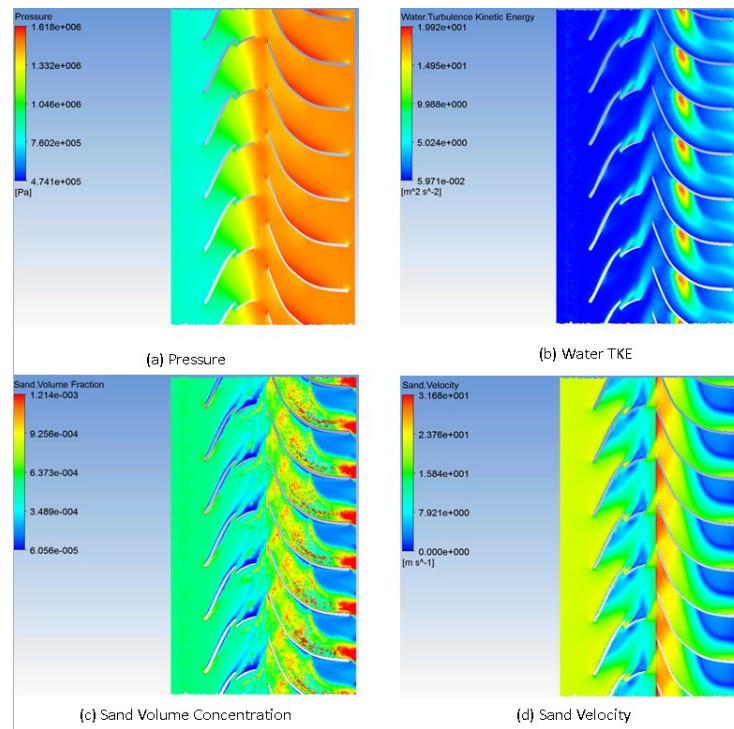 Pressure
1.618e+006
1.332e+006
1.046e+006
7.602e+005
4.741e+005
[Pa]
(a) Pressure
Water.Turbulence Kinetic Energy
1.992e+001
1.495e+001
9.988e+000
5.024e+000
5.971e-002
[m^2 s^-2]
(b) Water TKE
Sand.Volume Fraction
1.214e-003
9.256e-004
6.373e-004
3.489e-004
6.056e-005
(c) Sand Volume Concentration
Sand.Velocity
3.168e+001
2.376e+001
1.584e+001
7.921e+000
0.000e+000
[m s^-1]
(d) Sand Velocity